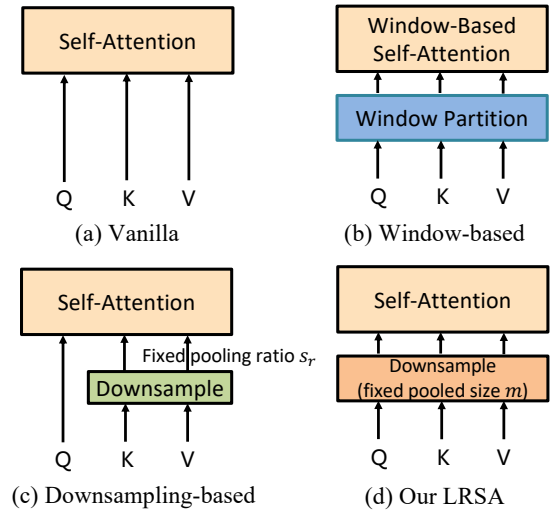 Self-Attention
Q K V
(a) Vanilla
Window-Based
Self-Attention
Window Partition
Q K V
(b) Window-based
Self-Attention
Fixed pooling ratio s_r
Downsample
Q K V
(c) Downsampling-based
Self-Attention
Downsample
(fixed pooled size m)
Q K V
(d) Our LRSA